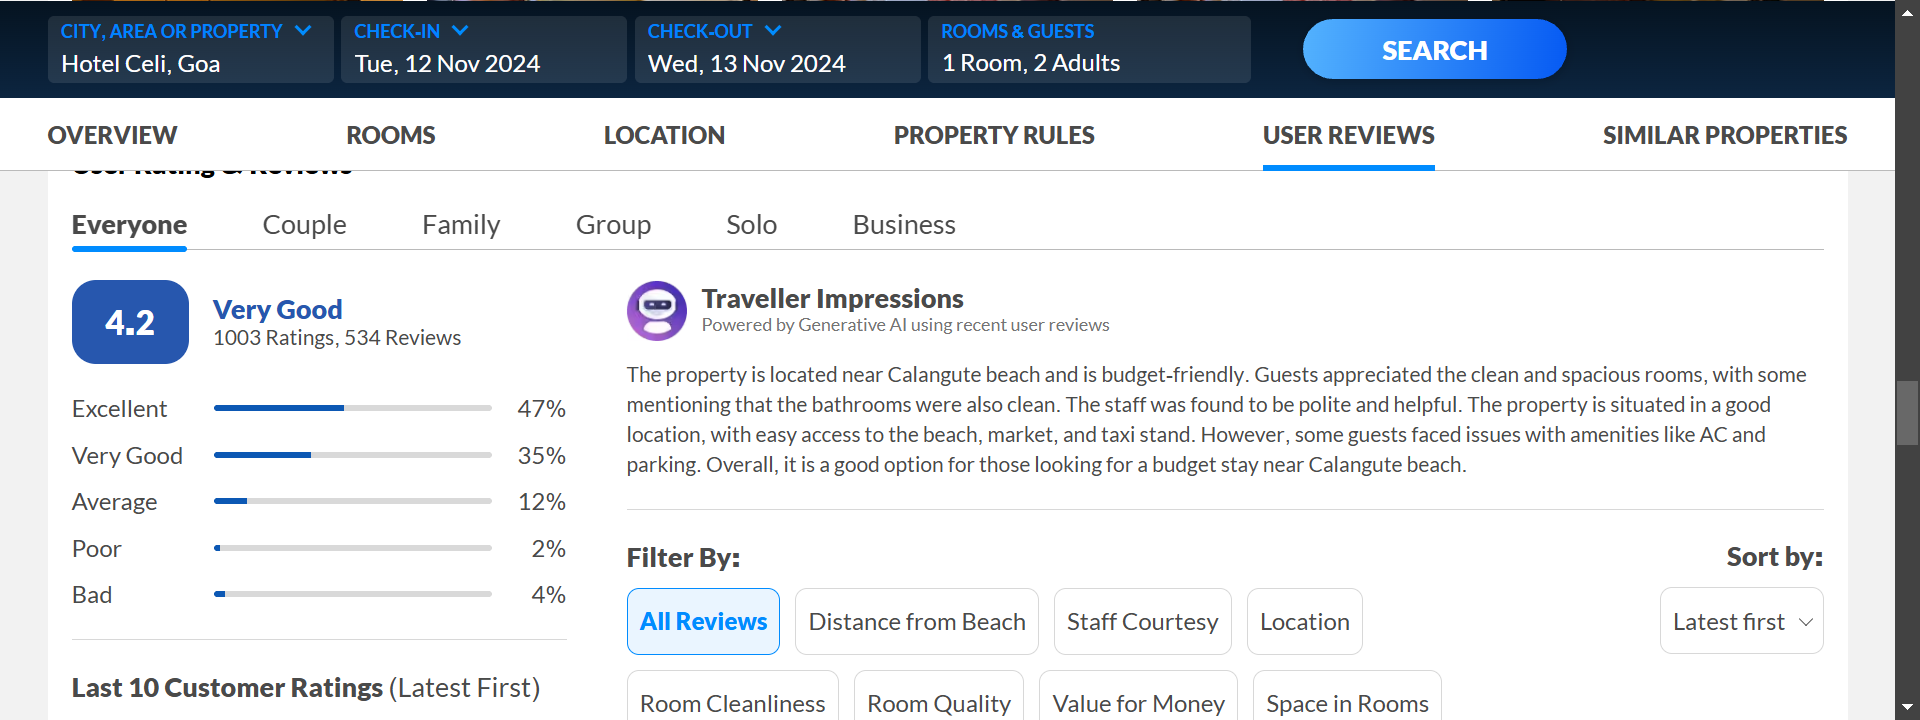 CITY, AREA OR PROPERTY
Hotel Celi, Goa
CHECK-IN
Tue, 12 Nov 2024
CHECK-OUT
Wed, 13 Nov 2024
ROOMS & GUESTS
1 Room, 2 Adults
SEARCH
OVERVIEW
ROOMS
LOCATION
PROPERTY RULES
USER REVIEWS
SIMILAR PROPERTIES
User Rating & Reviews
Everyone
Couple
Family
Group
Solo
Business
4.2
Very Good
1003 Ratings, 534 Reviews
Excellent 47%
Very Good 35%
Average 12%
Poor 2%
Bad 4%
Last 10 Customer Ratings (Latest First)
Traveller Impressions
Powered by Generative AI using recent user reviews
The property is located near Calangute beach and is budget-friendly. Guests appreciated the clean and spacious rooms, with some
mentioning that the bathrooms were also clean. The staff was found to be polite and helpful. The property is situated in a good
location, with easy access to the beach, market, and taxi stand. However, some guests faced issues with amenities like AC and
parking. Overall, it is a good option for those looking for a budget stay near Calangute beach.
Filter By:
Sort by:
All Reviews
Distance from Beach
Staff Courtesy
Location
Latest first
Room Cleanliness
Room Quality
Value for Money
Space in Rooms